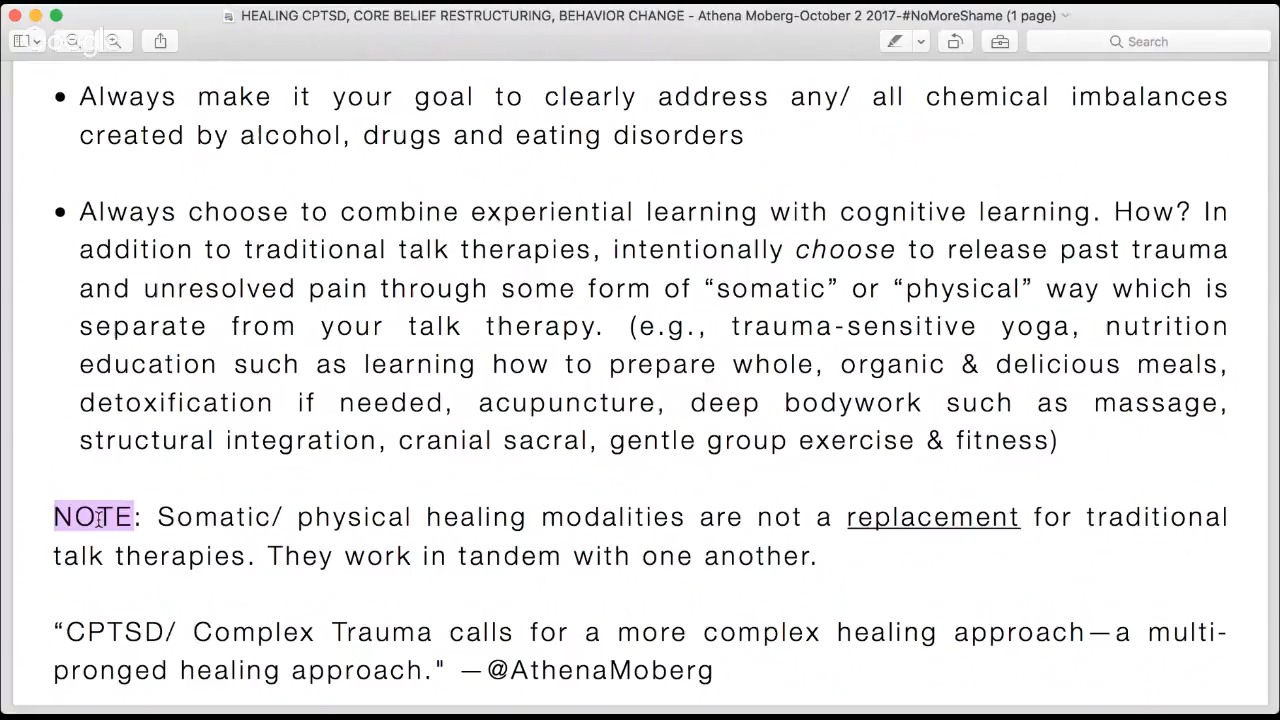 HEALING CPTSD, CORE BELIEF RESTRUCTURING, BEHAVIOR CHANGE - Athena Moberg-October 2 2017-#NoMoreShame (1 page)
Google
Search
• Always make it your goal to clearly address any/ all chemical imbalances
created by alcohol, drugs and eating disorders
• Always choose to combine experiential learning with cognitive learning. How? In
addition to traditional talk therapies, intentionally choose to release past trauma
and unresolved pain through some form of “somatic” or “physical” way which is
separate from your talk therapy. (e.g., trauma-sensitive yoga, nutrition
education such as learning how to prepare whole, organic & delicious meals,
detoxification if needed, acupuncture, deep bodywork such as massage,
structural integration, cranial sacral, gentle group exercise & fitness)
NOTE: Somatic/ physical healing modalities are not a replacement for traditional
talk therapies. They work in tandem with one another.
“CPTSD/ Complex Trauma calls for a more complex healing approach—a multi-
pronged healing approach." —@AthenaMoberg